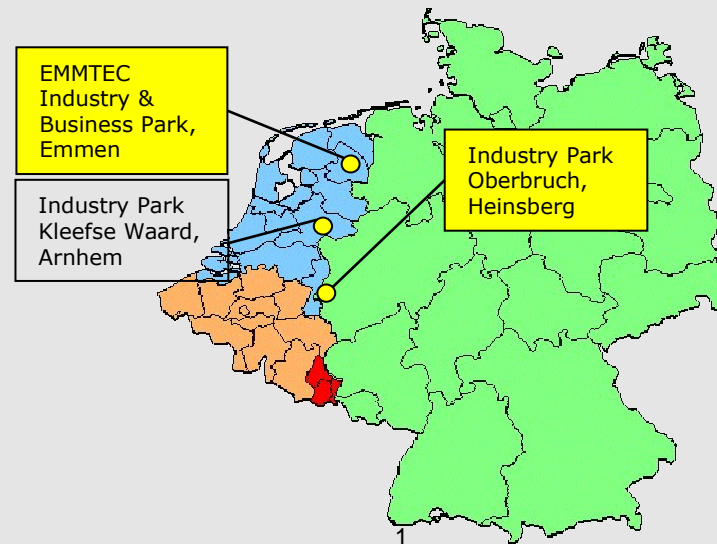 EMMTEC
Industry &
Business Park,
Emmen
Industry Park
Kleefse Waard,
Arnhem
Industry Park
Oberbruch,
Heinsberg
1